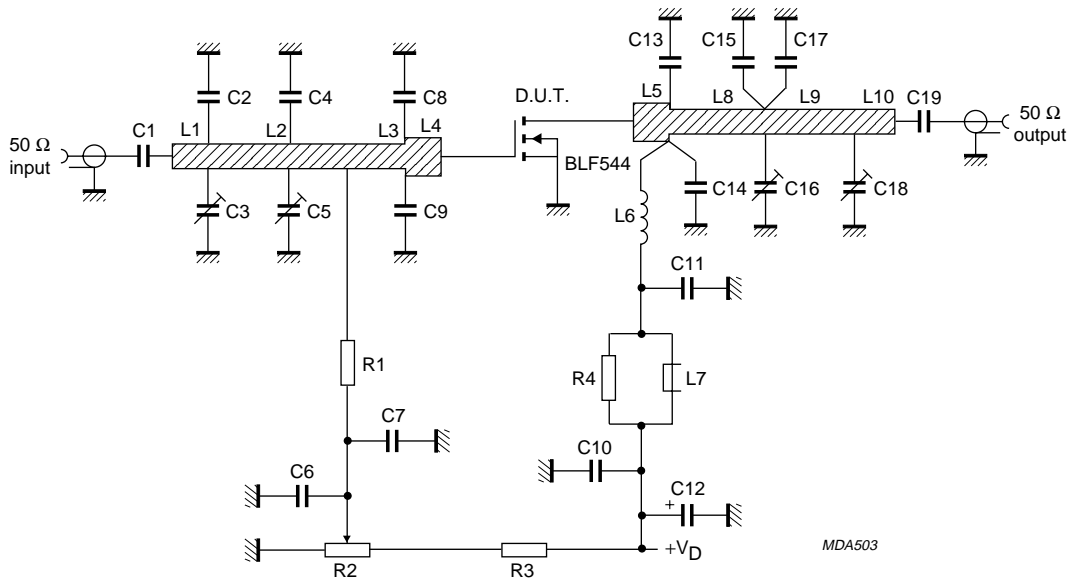 C13
C15
C17
C2
C4
C8
D.U.T.
L5
L8
L9
L10
C19
50 Ω
output
50 Ω
input
C1
L1
L2
L3
L4
BLF544
C3
C5
C9
C14
C16
C18
L6
C11
R1
R4
L7
C7
C10
C6
C12
+
R2
R3
+VD
MDA503